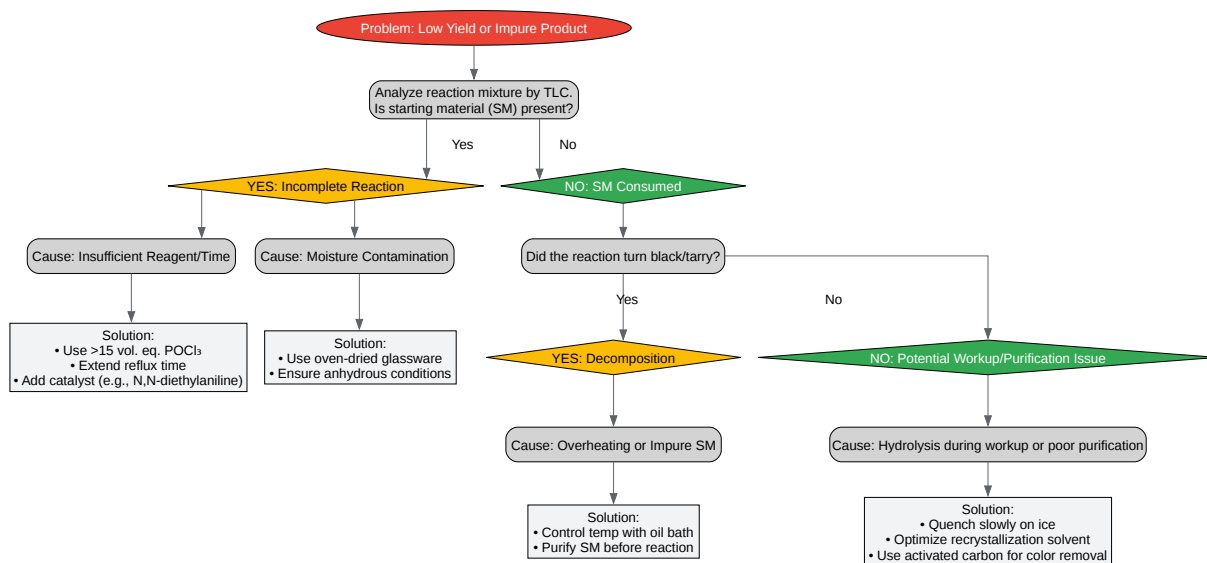 Problem: Low Yield or Impure Product
Analyze reaction mixture by TLC.
Is starting material (SM) present?
Yes
No
YES: Incomplete Reaction
NO: SM Consumed
Cause: Insufficient Reagent/Time
Cause: Moisture Contamination
Did the reaction turn black/tarry?
Yes
No
Solution:
• Use >15 vol. eq. POCl₃
• Extend reflux time
• Add catalyst (e.g., N,N-diethylaniline)
Solution:
• Use oven-dried glassware
• Ensure anhydrous conditions
YES: Decomposition
NO: Potential Workup/Purification Issue
Cause: Overheating or Impure SM
Cause: Hydrolysis during workup or poor purification
Solution:
• Control temp with oil bath
• Purify SM before reaction
Solution:
• Quench slowly on ice
• Optimize recrystallization solvent
• Use activated carbon for color removal